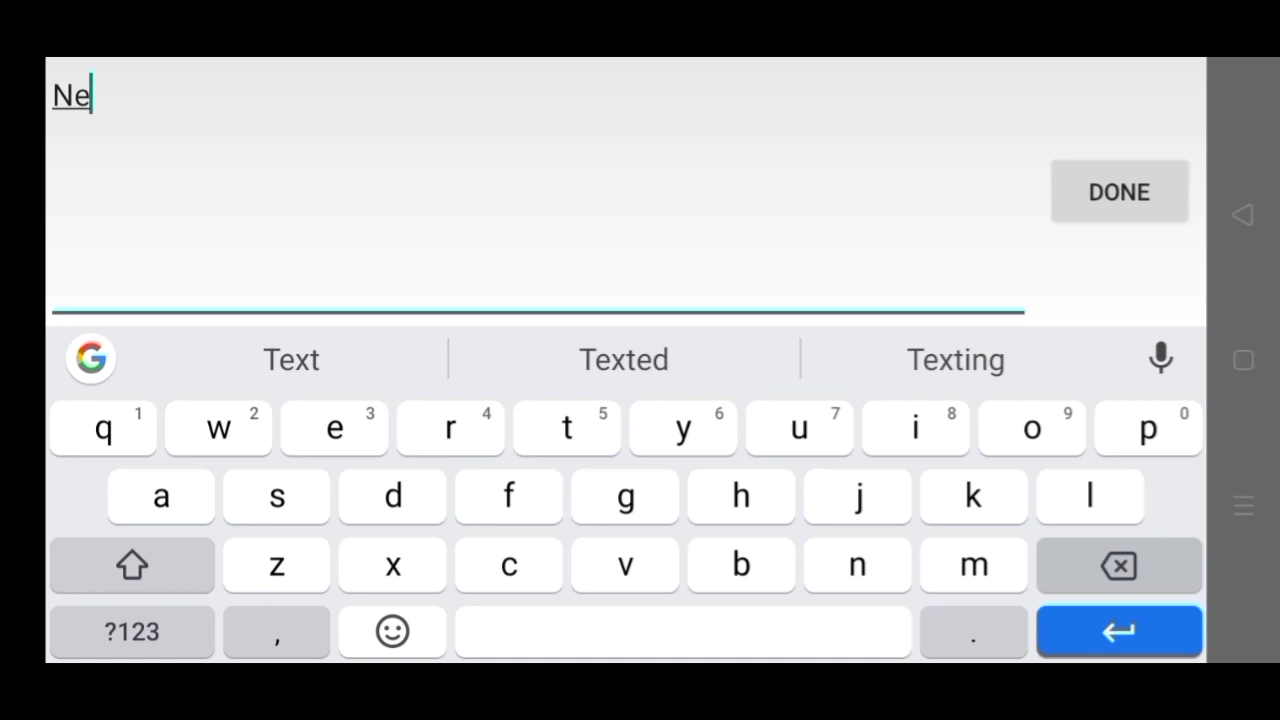 Ne
DONE
Text Texted Texting
q 1 w 2 e 3 r 4 t 5 y 6 u 7 i 8 o 9 p 0
a s d f g h j k l
z x c v b n m
?123 , .